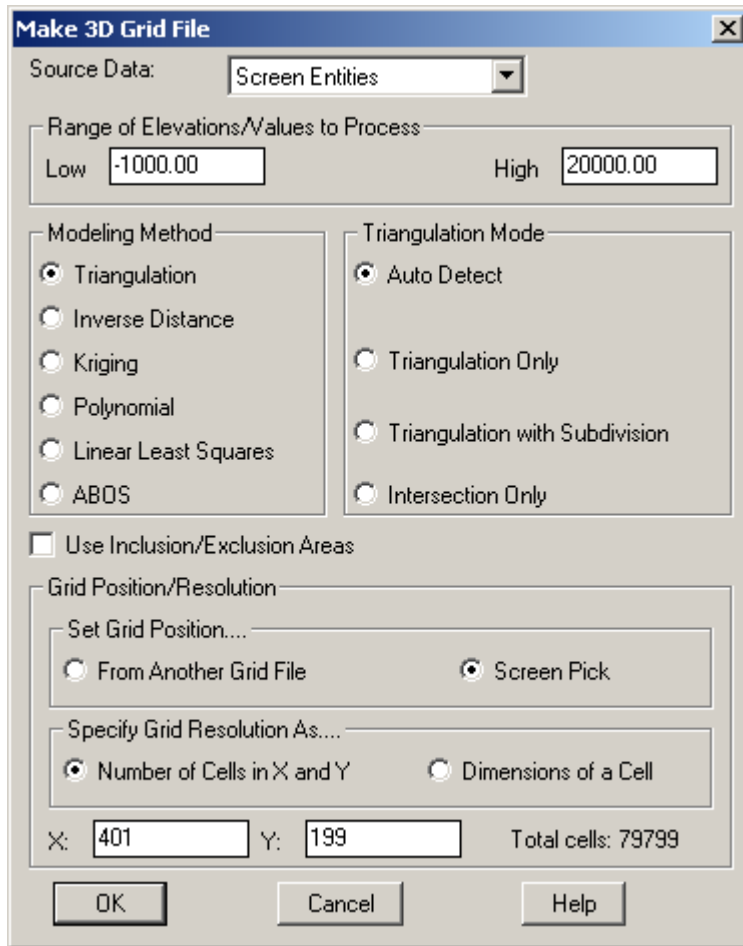 Make 3D Grid File
Source Data: Screen Entities
Range of Elevations/Values to Process
Low -1000.00 High 20000.00
Modeling Method
Triangulation
Inverse Distance
Kriging
Polynomial
Linear Least Squares
ABOS
Triangulation Mode
Auto Detect
Triangulation Only
Triangulation with Subdivision
Intersection Only
Use Inclusion/Exclusion Areas
Grid Position/Resolution
Set Grid Position....
From Another Grid File Screen Pick
Specify Grid Resolution As....
Number of Cells in X and Y Dimensions of a Cell
X: 401 Y: 199 Total cells: 79799
OK Cancel Help